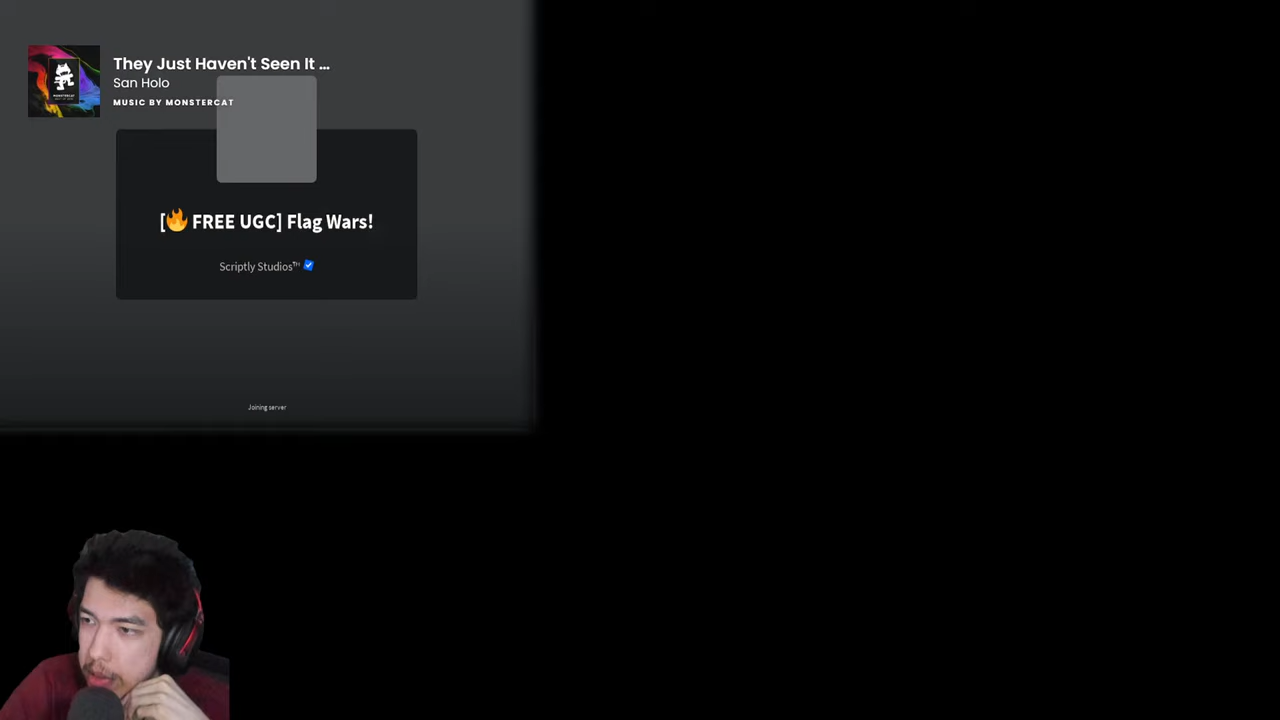 They Just Haven't Seen It ...
San Holo
MUSIC BY MONSTERCAT
[🔥 FREE UGC] Flag Wars!
Scriptly Studios™
Joining server